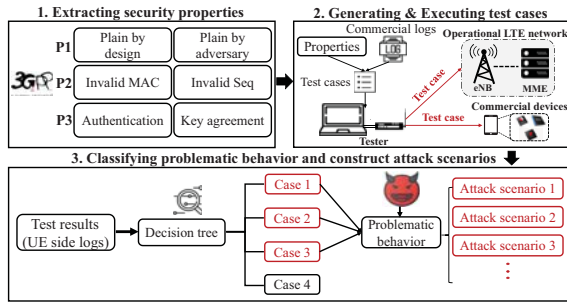 1. Extracting security properties
P1
Plain by
design
Plain by
adversary
3GPP
P2
Invalid MAC
Invalid Seq
P3
Authentication
Key agreement
2. Generating & Executing test cases
Commercial logs
Properties
LOG
Test cases
Tester
Test case
Test case
Operational LTE network
eNB
MME
Commercial devices
3. Classifying problematic behavior and construct attack scenarios
Test results
(UE side logs)
Decision tree
Case 1
Case 2
Case 3
Case 4
Problematic
behavior
Attack scenario 1
Attack scenario 2
Attack scenario 3